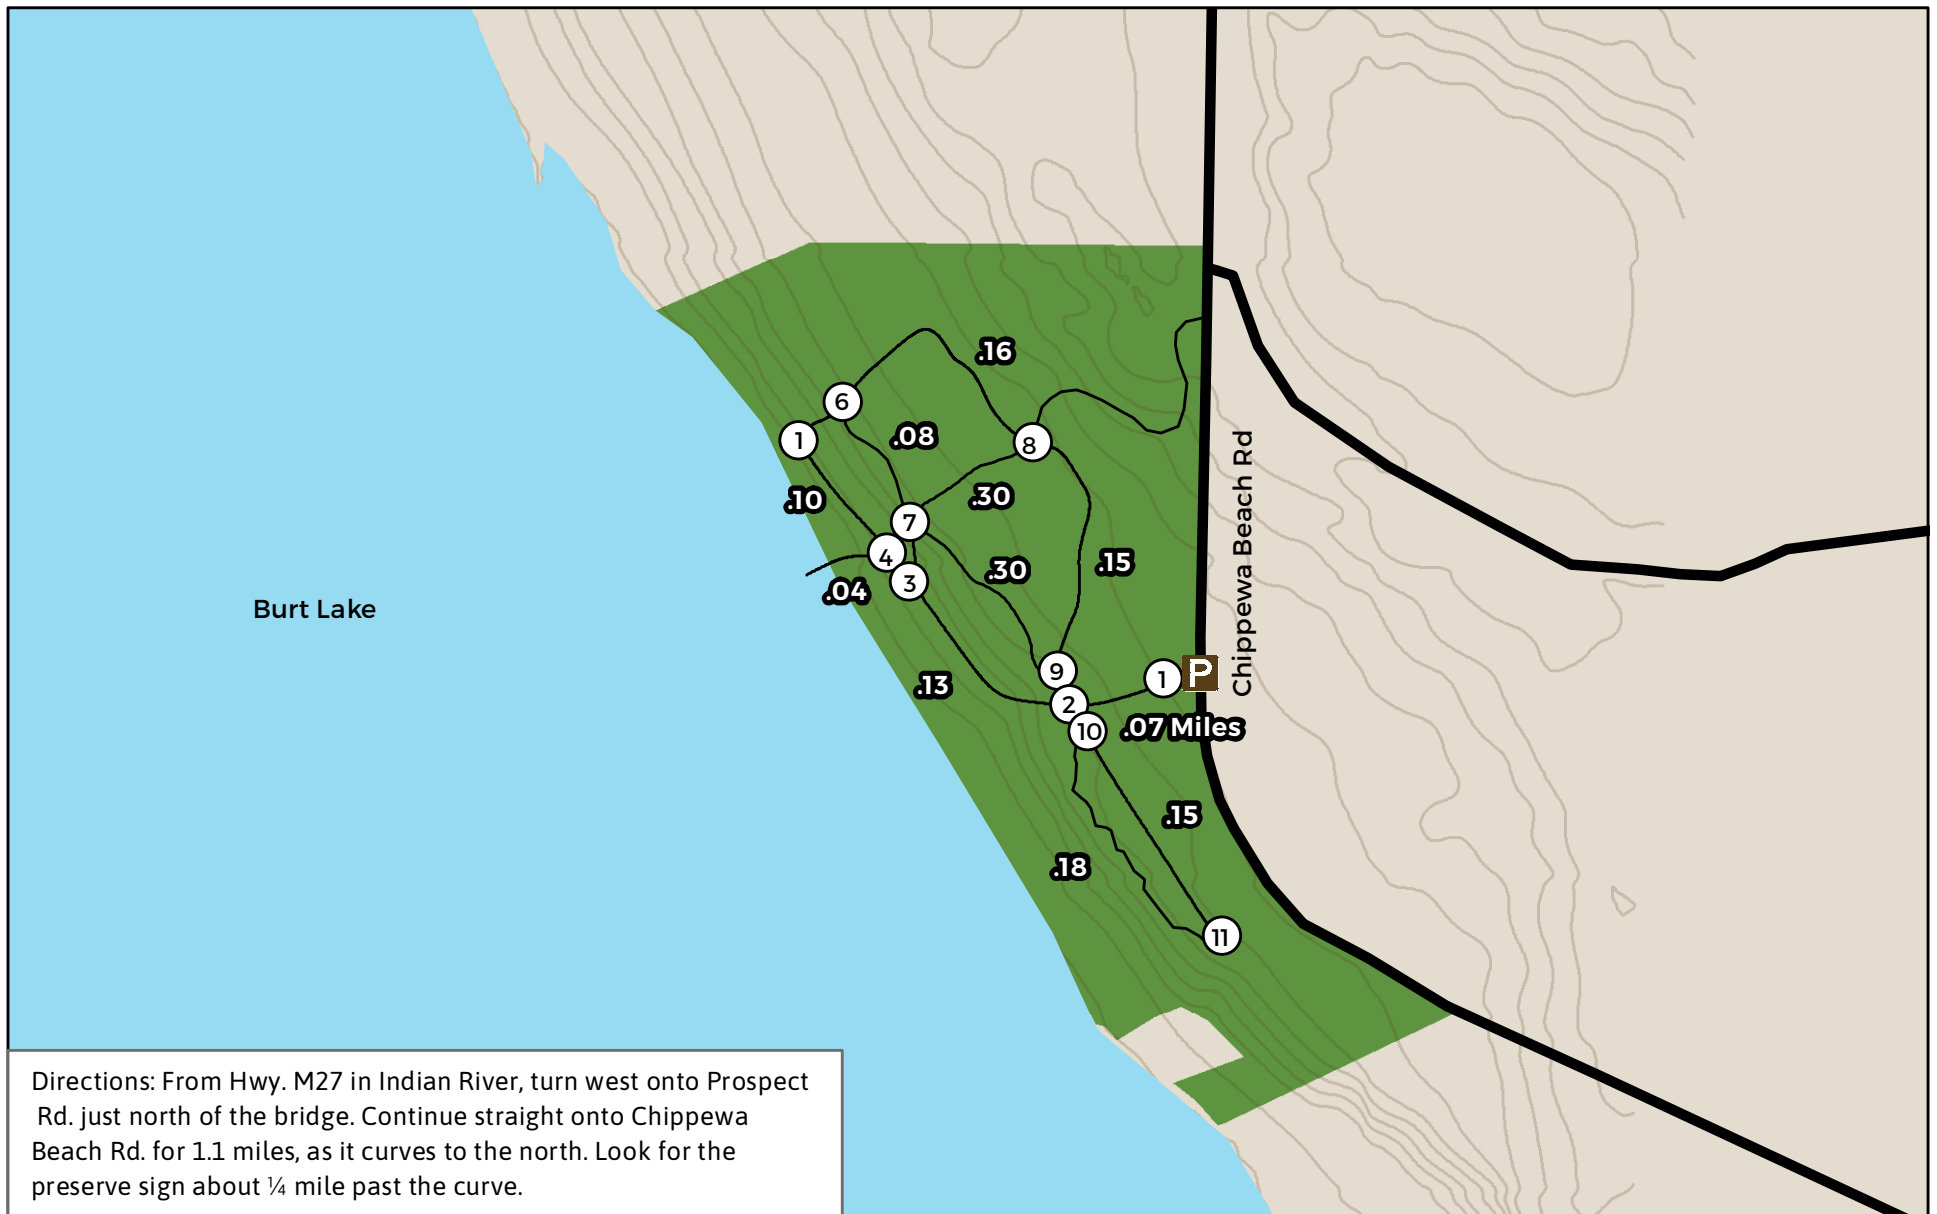 .16
6
.08
1
8
.10
.30
7
4
.30
.15
3
.04
Burt Lake
Chippewa Beach Rd
9
.13
1
P
2
10
.07 Miles
.15
.18
11
Directions: From Hwy. M27 in Indian River, turn west onto Prospect
Rd. just north of the bridge. Continue straight onto Chippewa
Beach Rd. for 1.1 miles, as it curves to the north. Look for the
preserve sign about ¼ mile past the curve.